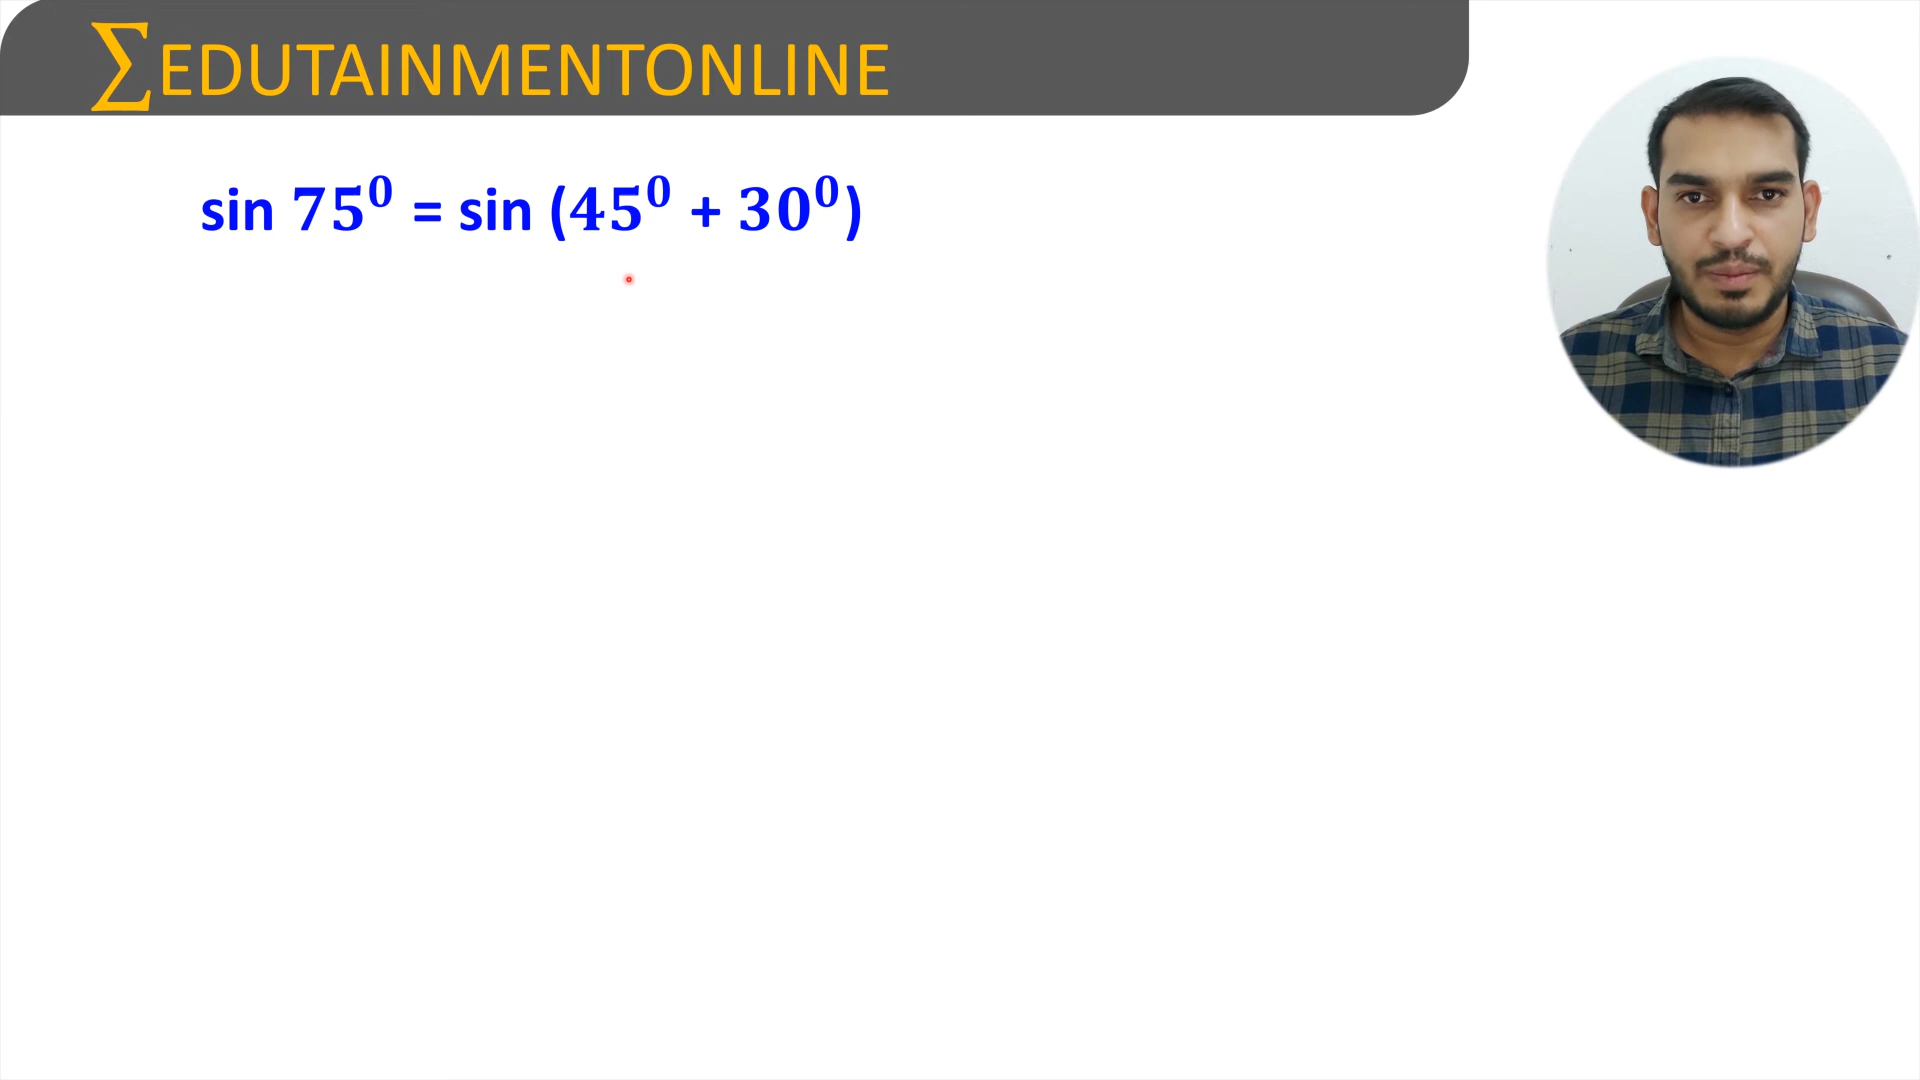 ∑EDUTAINMENTONLINE
sin 75⁰ = sin (45⁰ + 30⁰)